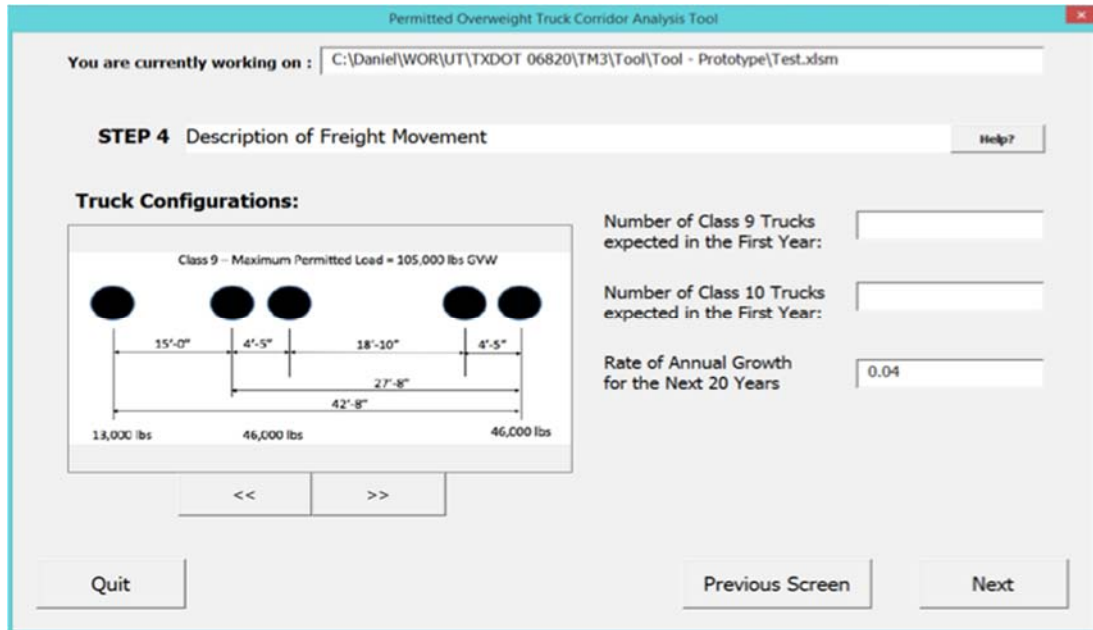 Permitted Overweight Truck Corridor Analysis Tool
You are currently working on : C:\Daniel\WOR\UT\TXDOT 06820\TM3\Tool\Tool - Prototype\Test.xlsm
STEP 4 Description of Freight Movement Help?
Truck Configurations:
Class 9 – Maximum Permitted Load = 105,000 lbs GVW
15'-0" 4'-5" 18'-10" 4'-5"
27'-8"
42'-8"
13,000 lbs 46,000 lbs 46,000 lbs
<< >>
Number of Class 9 Trucks
expected in the First Year:
Number of Class 10 Trucks
expected in the First Year:
Rate of Annual Growth
for the Next 20 Years
0.04
Quit Previous Screen Next